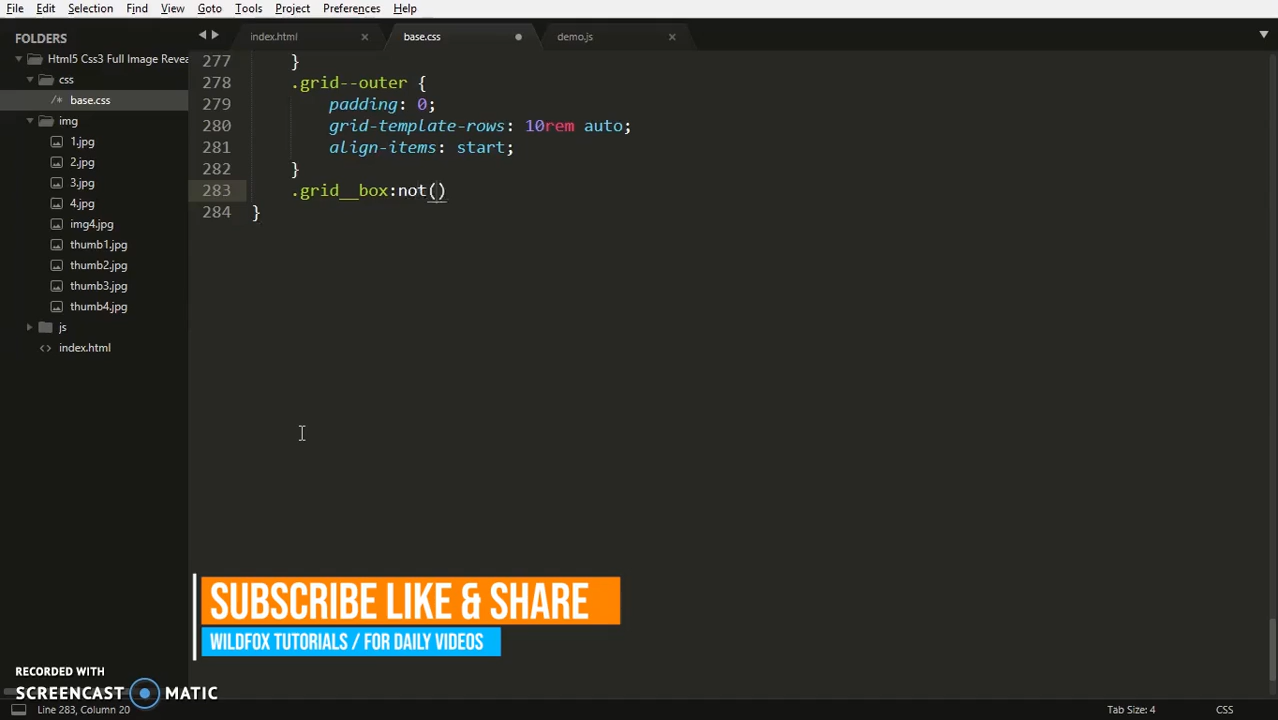 File Edit Selection Find View Goto Tools Project Preferences Help
FOLDERS
Html5 Css3 Full Image Revea
css
/* base.css
img
1.jpg
2.jpg
3.jpg
4.jpg
img4.jpg
thumb1.jpg
thumb2.jpg
thumb3.jpg
thumb4.jpg
js
<> index.html
index.html × base.css demo.js ×
277 }
278 .grid--outer {
279 padding: 0;
280 grid-template-rows: 10rem auto;
281 align-items: start;
282 }
283 .grid__box:not()
284 }
SUBSCRIBE LIKE & SHARE
WILDFOX TUTORIALS / FOR DAILY VIDEOS
RECORDED WITH
SCREENCAST MATIC
Line 283, Column 20 Tab Size: 4 CSS